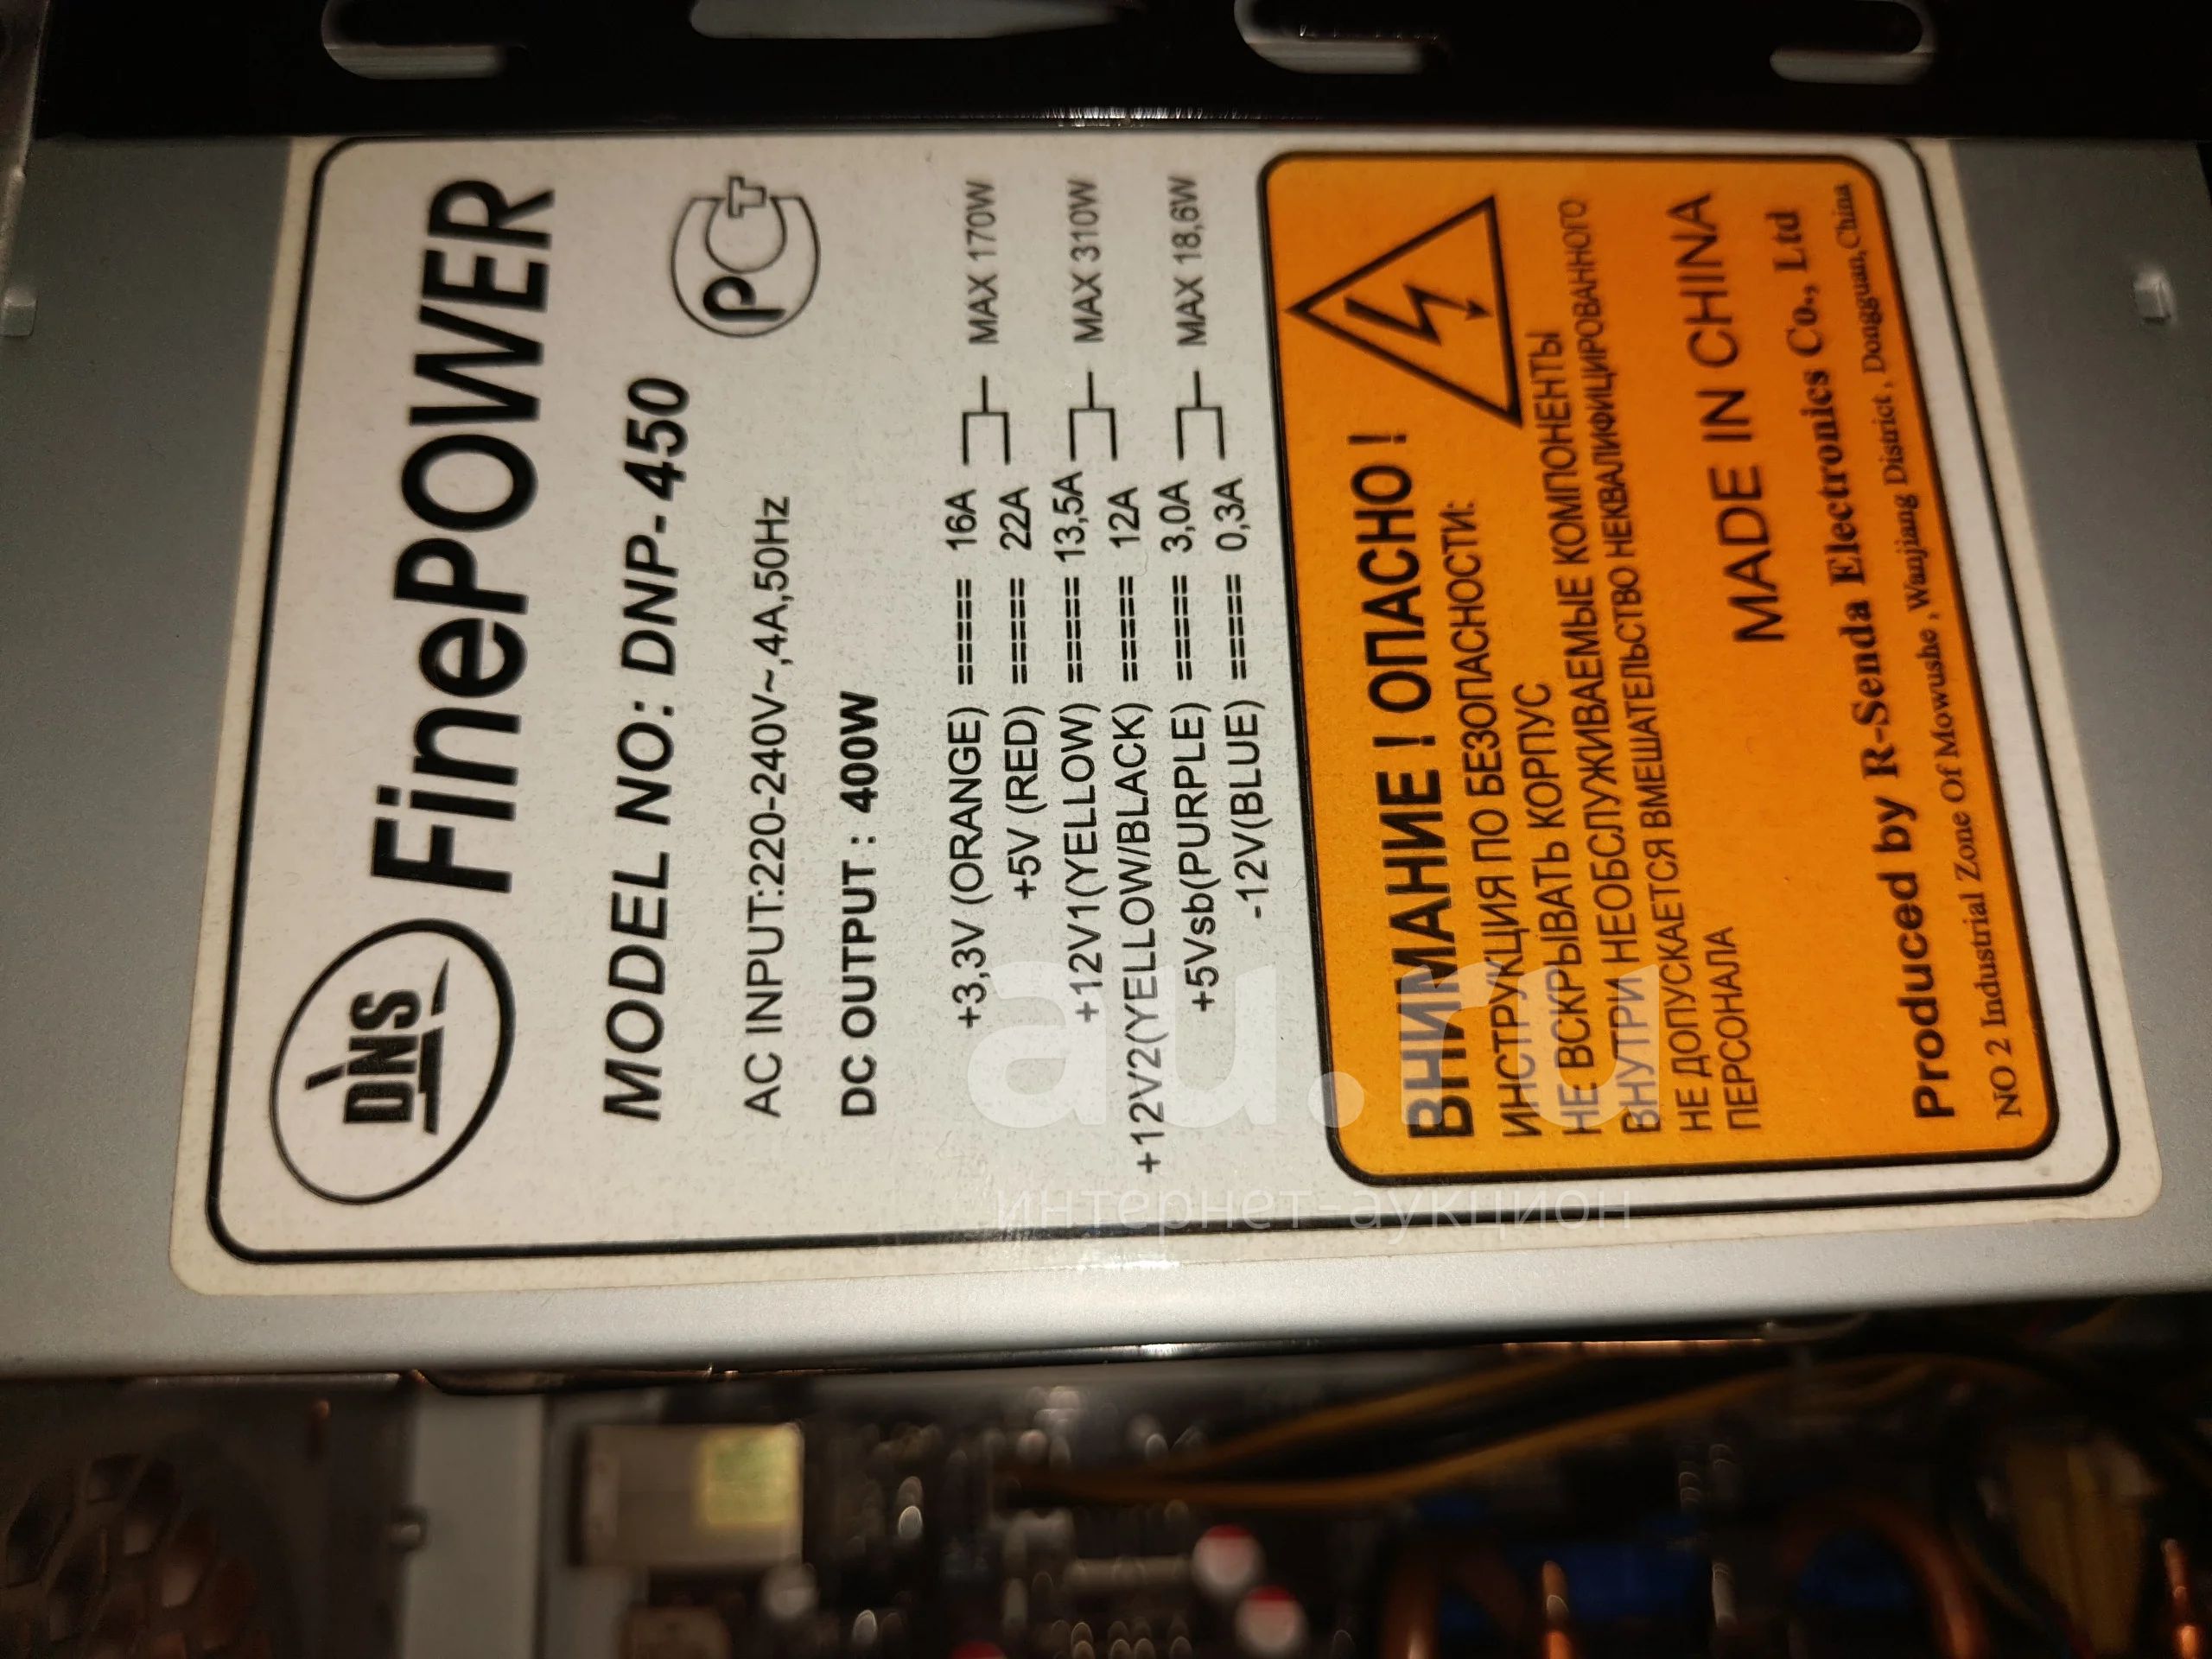 DNS
FinePOWER
MODEL NO: DNP-450
РСТ
AC INPUT:220-240V~,4A,50Hz
DC OUTPUT : 400W
+3,3V (ORANGE) ===== 16A
MAX 170W
+5V (RED) ===== 22A
+12V1(YELLOW) ===== 13,5A
MAX 310W
+12V2(YELLOW/BLACK) ===== 12A
+5Vsb(PURPLE) ===== 3,0A
MAX 18,6W
-12V(BLUE) ===== 0,3A
ВНИМАНИЕ ! ОПАСНО !
ИНСТРУКЦИЯ ПО БЕЗОПАСНОСТИ:
НЕ ВСКРЫВАТЬ КОРПУС
ВНУТРИ НЕОБСЛУЖИВАЕМЫЕ КОМПОНЕНТЫ
НЕ ДОПУСКАЕТСЯ ВМЕШАТЕЛЬСТВО НЕКВАЛИФИЦИРОВАННОГО
ПЕРСОНАЛА
MADE IN CHINA
Produced by R-Senda Electronics Co., Ltd
NO 2 Industrial Zone Of Mowushe , Wanjiang District , Dongguan,China
au.ru
интернет-аукцион